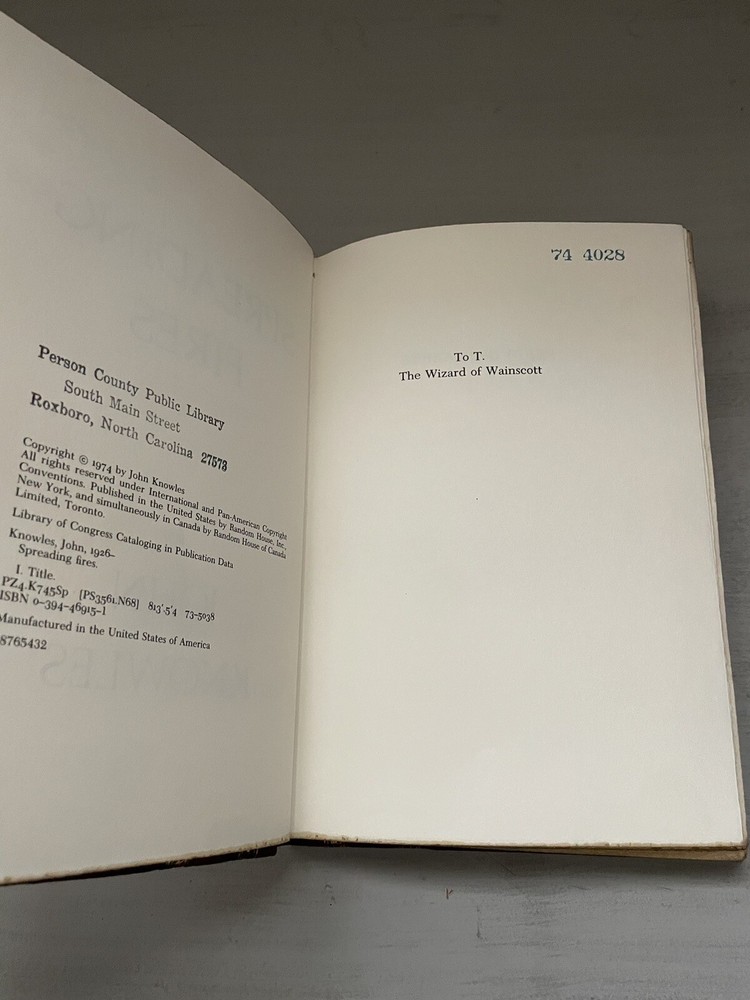 Person County Public Library
South Main Street
Roxboro, North Carolina 27573
Copyright © 1974 by John Knowles
All rights reserved under International and Pan-American Copyright
Conventions. Published in the United States by Random House, Inc.,
New York, and simultaneously in Canada by Random House of Canada
Limited, Toronto.
Library of Congress Cataloging in Publication Data
Knowles, John, 1926–
Spreading fires.
I. Title.
PZ4.K745Sp [PS3561.N68] 813'.5'4 73-5038
ISBN 0-394-46915-1
Manufactured in the United States of America
8765432
74 4028
To T.
The Wizard of Wainscott